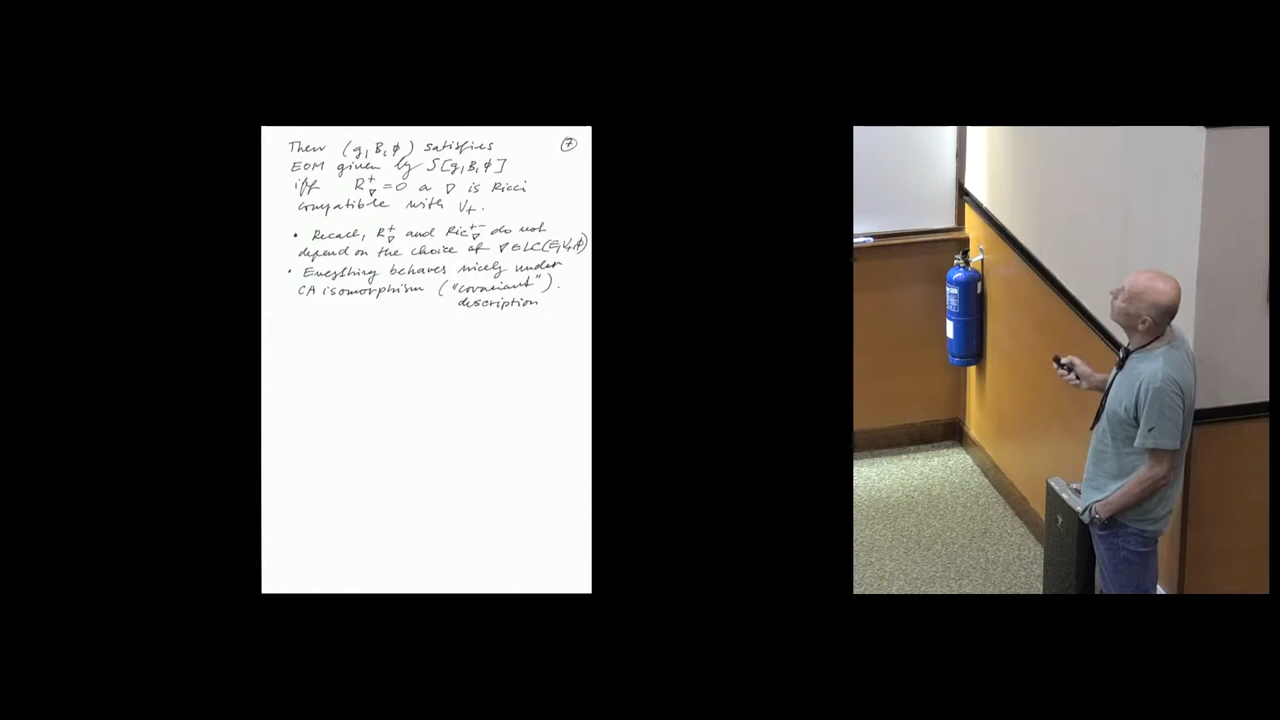 Then (g, B, ϕ) satisfies ⑦
EOM given by S[g, B, ϕ]
iff R⁺_∇ = 0 a ∇ is Ricci
compatible with V₊.
• Recall, R⁺_∇ and Ric⁺⁻_∇ do not
depend on the choice of ∇ ∈ LC(E, V₊, ϕ)
• Everything behaves nicely under
CA isomorphism ("covariant").
description